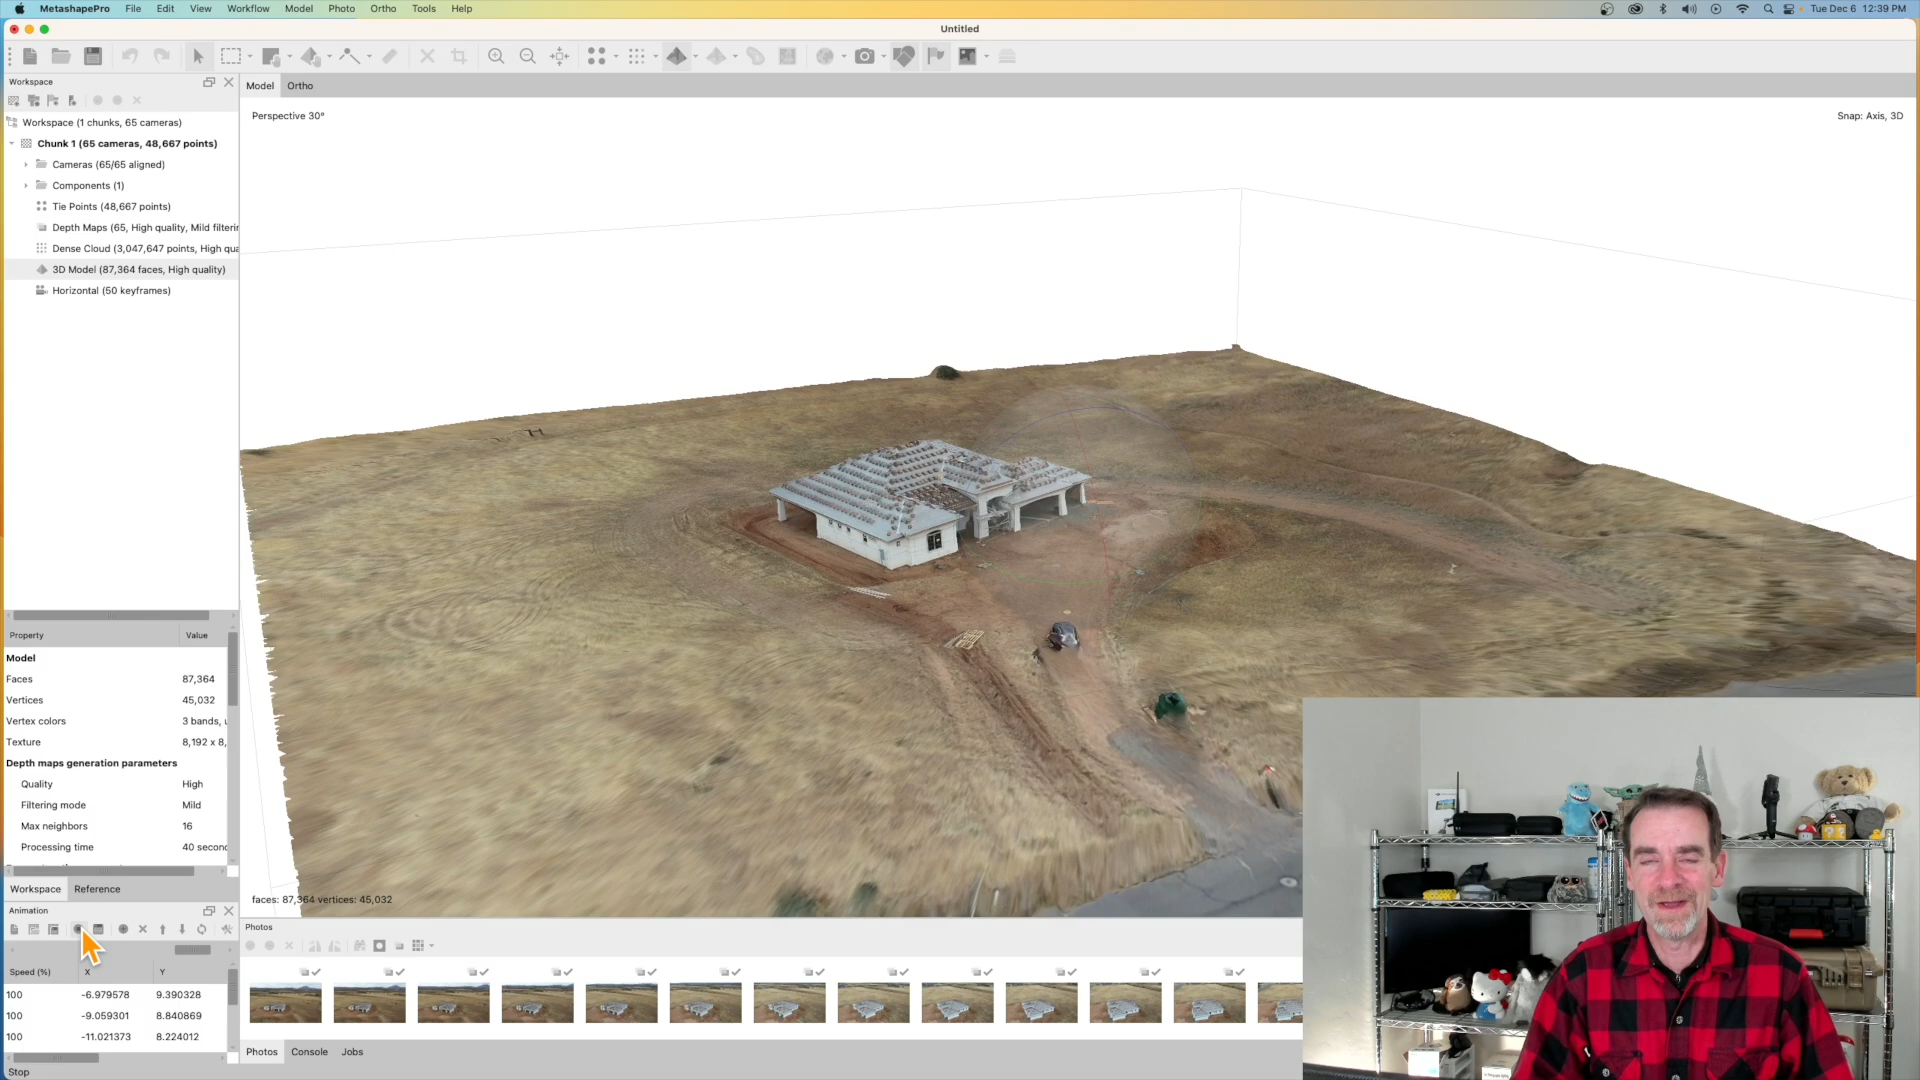 MetashapePro File Edit View Workflow Model Photo Ortho Tools Help
Tue Dec 6 12:39 PM
Untitled
Workspace
Model Ortho
Perspective 30°
Snap: Axis, 3D
Workspace (1 chunks, 65 cameras)
Chunk 1 (65 cameras, 48,667 points)
Cameras (65/65 aligned)
Components (1)
Tie Points (48,667 points)
Depth Maps (65, High quality, Mild filterin
Dense Cloud (3,047,647 points, High qua
3D Model (87,364 faces, High quality)
Horizontal (50 keyframes)
Property Value
Model
Faces 87,364
Vertices 45,032
Vertex colors 3 bands, u
Texture 8,192 x 8,
Depth maps generation parameters
Quality High
Filtering mode Mild
Max neighbors 16
Processing time 40 second
Workspace Reference
faces: 87,364 vertices: 45,032
Animation
Photos
Speed (%) X Y
100 -6.979578 9.390328
100 -9.059301 8.840869
100 -11.021373 8.224012
Photos Console Jobs
Stop